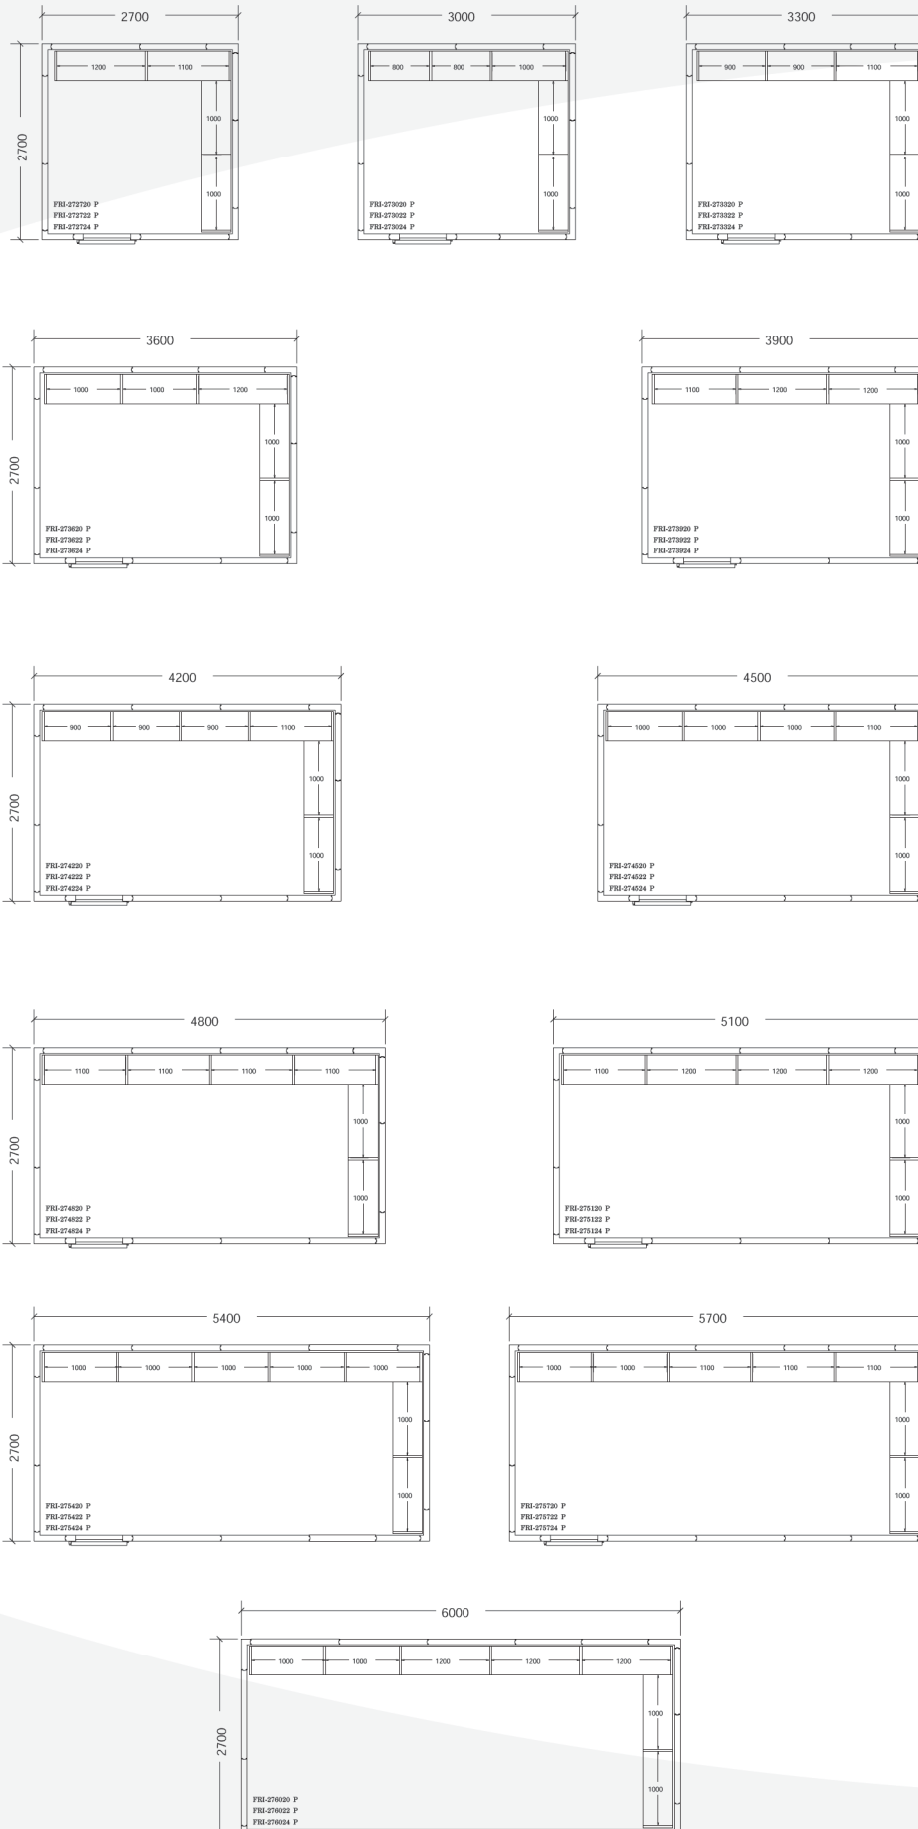 2700
3000
3300
1200
1100
800
800
1000
900
900
1100
2700
1000
1000
1000
1000
1000
1000
FRI-272720 P
FRI-272722 P
FRI-272724 P
FRI-273020 P
FRI-273022 P
FRI-273024 P
FRI-273320 P
FRI-273322 P
FRI-273324 P
3600
3900
1000
1000
1200
1100
1200
1200
2700
1000
1000
1000
1000
FRI-273620 P
FRI-273622 P
FRI-273624 P
FRI-273920 P
FRI-273922 P
FRI-273924 P
4200
4500
900
900
900
1100
1000
1000
1000
1100
2700
1000
1000
1000
1000
FRI-274220 P
FRI-274222 P
FRI-274224 P
FRI-274520 P
FRI-274522 P
FRI-274524 P
4800
5100
1100
1100
1100
1100
1100
1200
1200
1200
2700
1000
1000
1000
1000
FRI-274820 P
FRI-274822 P
FRI-274824 P
FRI-275120 P
FRI-275122 P
FRI-275124 P
5400
5700
1000
1000
1000
1000
1000
1000
1000
1100
1100
1100
2700
1000
1000
1000
1000
FRI-275420 P
FRI-275422 P
FRI-275424 P
FRI-275720 P
FRI-275722 P
FRI-275724 P
6000
1000
1000
1200
1200
1200
2700
1000
1000
FRI-276020 P
FRI-276022 P
FRI-276024 P